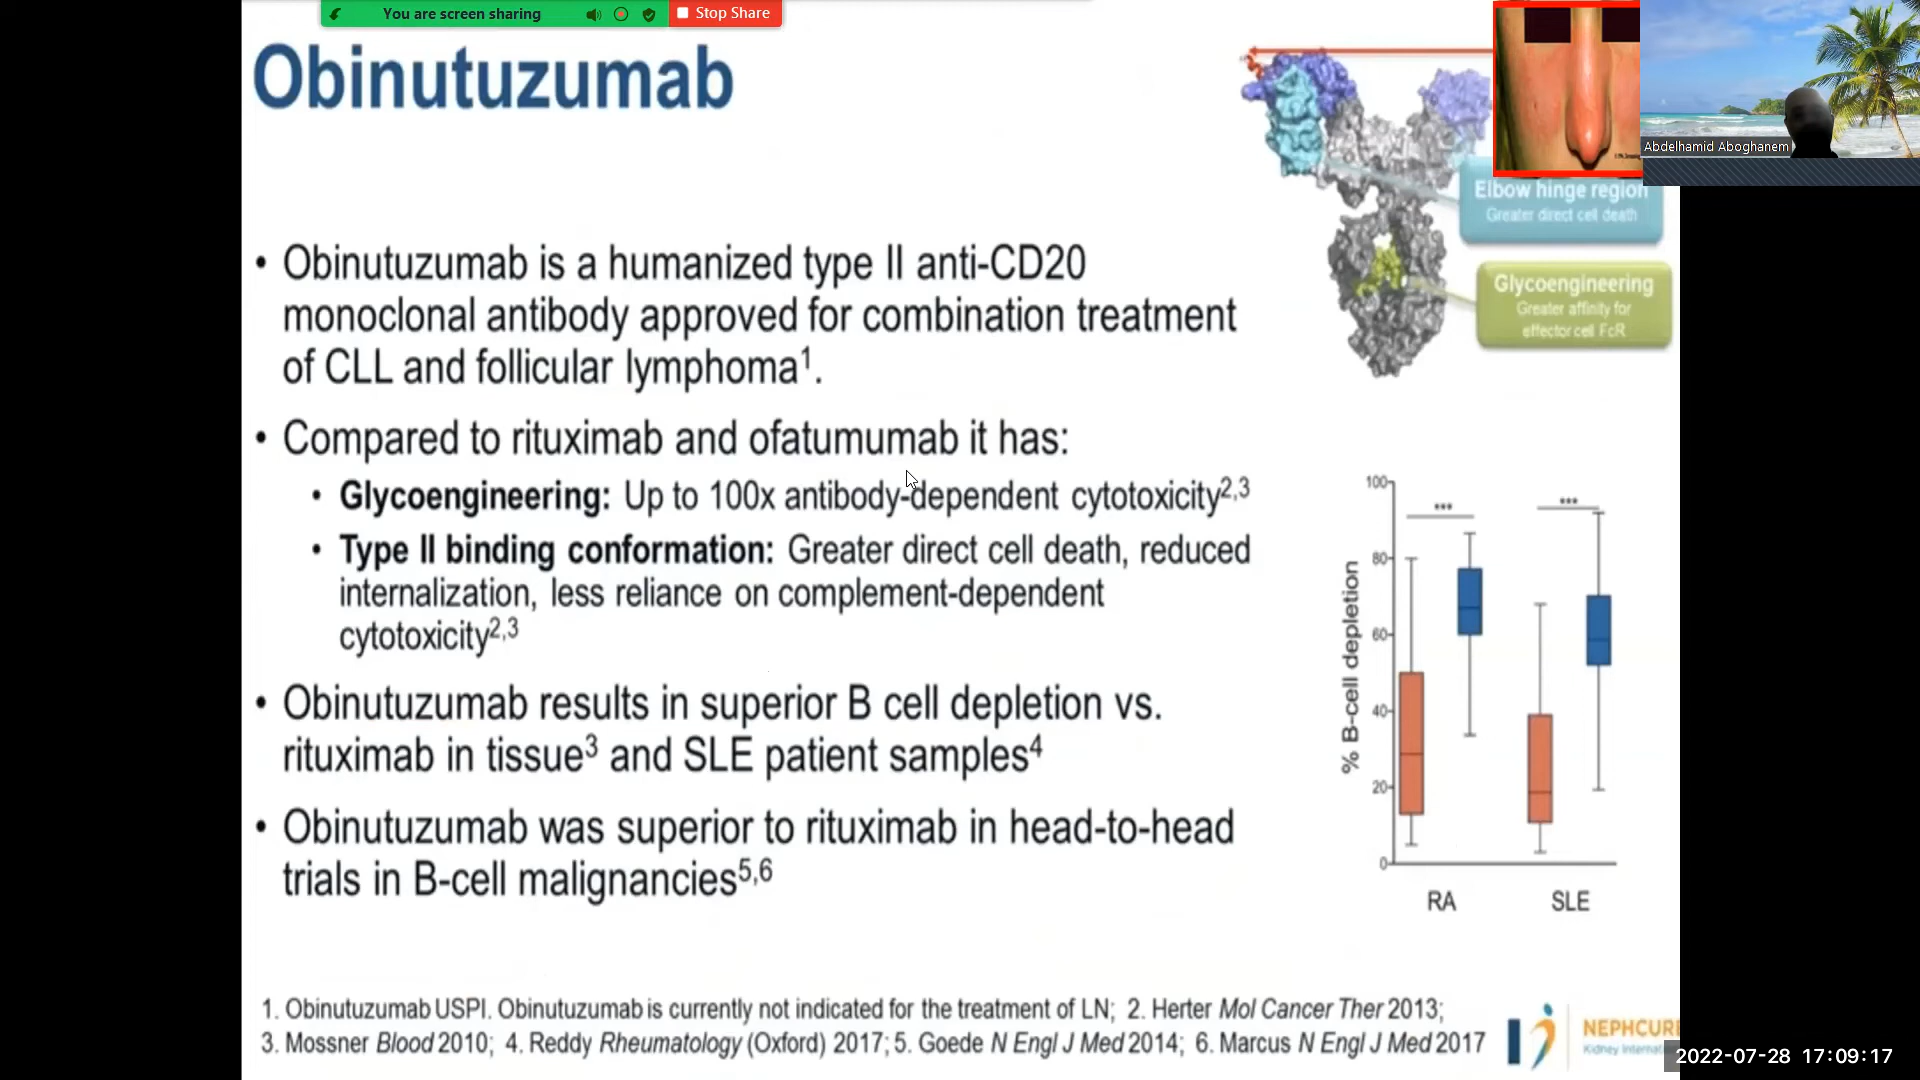 You are screen sharing
Stop Share
Obinutuzumab
Abdelhamid Aboghanem
Elbow hinge region
Greater direct cell death
Glycoengineering
Greater affinity for
effector cell FcR
• Obinutuzumab is a humanized type II anti-CD20
monoclonal antibody approved for combination treatment
of CLL and follicular lymphoma1.
• Compared to rituximab and ofatumumab it has:
• Glycoengineering: Up to 100x antibody-dependent cytotoxicity2,3
• Type II binding conformation: Greater direct cell death, reduced
internalization, less reliance on complement-dependent
cytotoxicity2,3
• Obinutuzumab results in superior B cell depletion vs.
rituximab in tissue3 and SLE patient samples4
• Obinutuzumab was superior to rituximab in head-to-head
trials in B-cell malignancies5,6
% B-cell depletion
100
80
60
40
20
0
***
***
RA
SLE
1. Obinutuzumab USPI. Obinutuzumab is currently not indicated for the treatment of LN; 2. Herter Mol Cancer Ther 2013;
3. Mossner Blood 2010; 4. Reddy Rheumatology (Oxford) 2017; 5. Goede N Engl J Med 2014; 6. Marcus N Engl J Med 2017
NEPHCURE
Kidney
2022-07-28 17:09:17